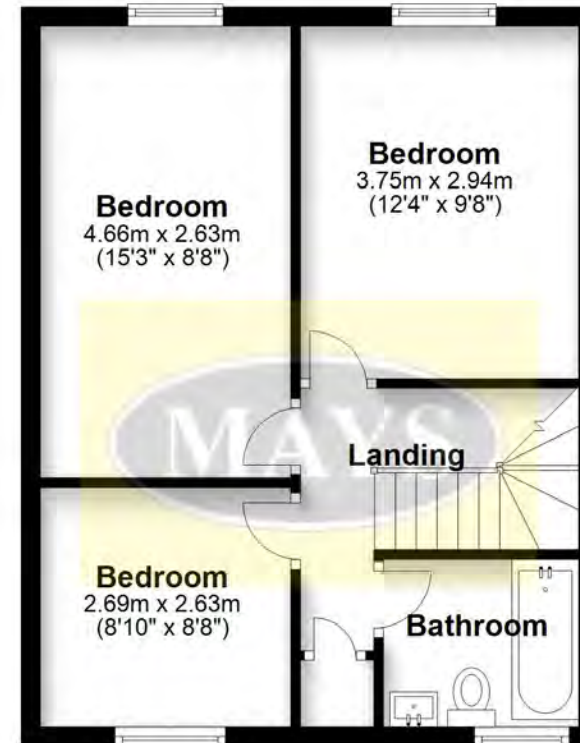 Bedroom
4.66m x 2.63m
(15'3" x 8'8")
Bedroom
3.75m x 2.94m
(12'4" x 9'8")
MAYS
Landing
Bedroom
2.69m x 2.63m
(8'10" x 8'8")
Bathroom